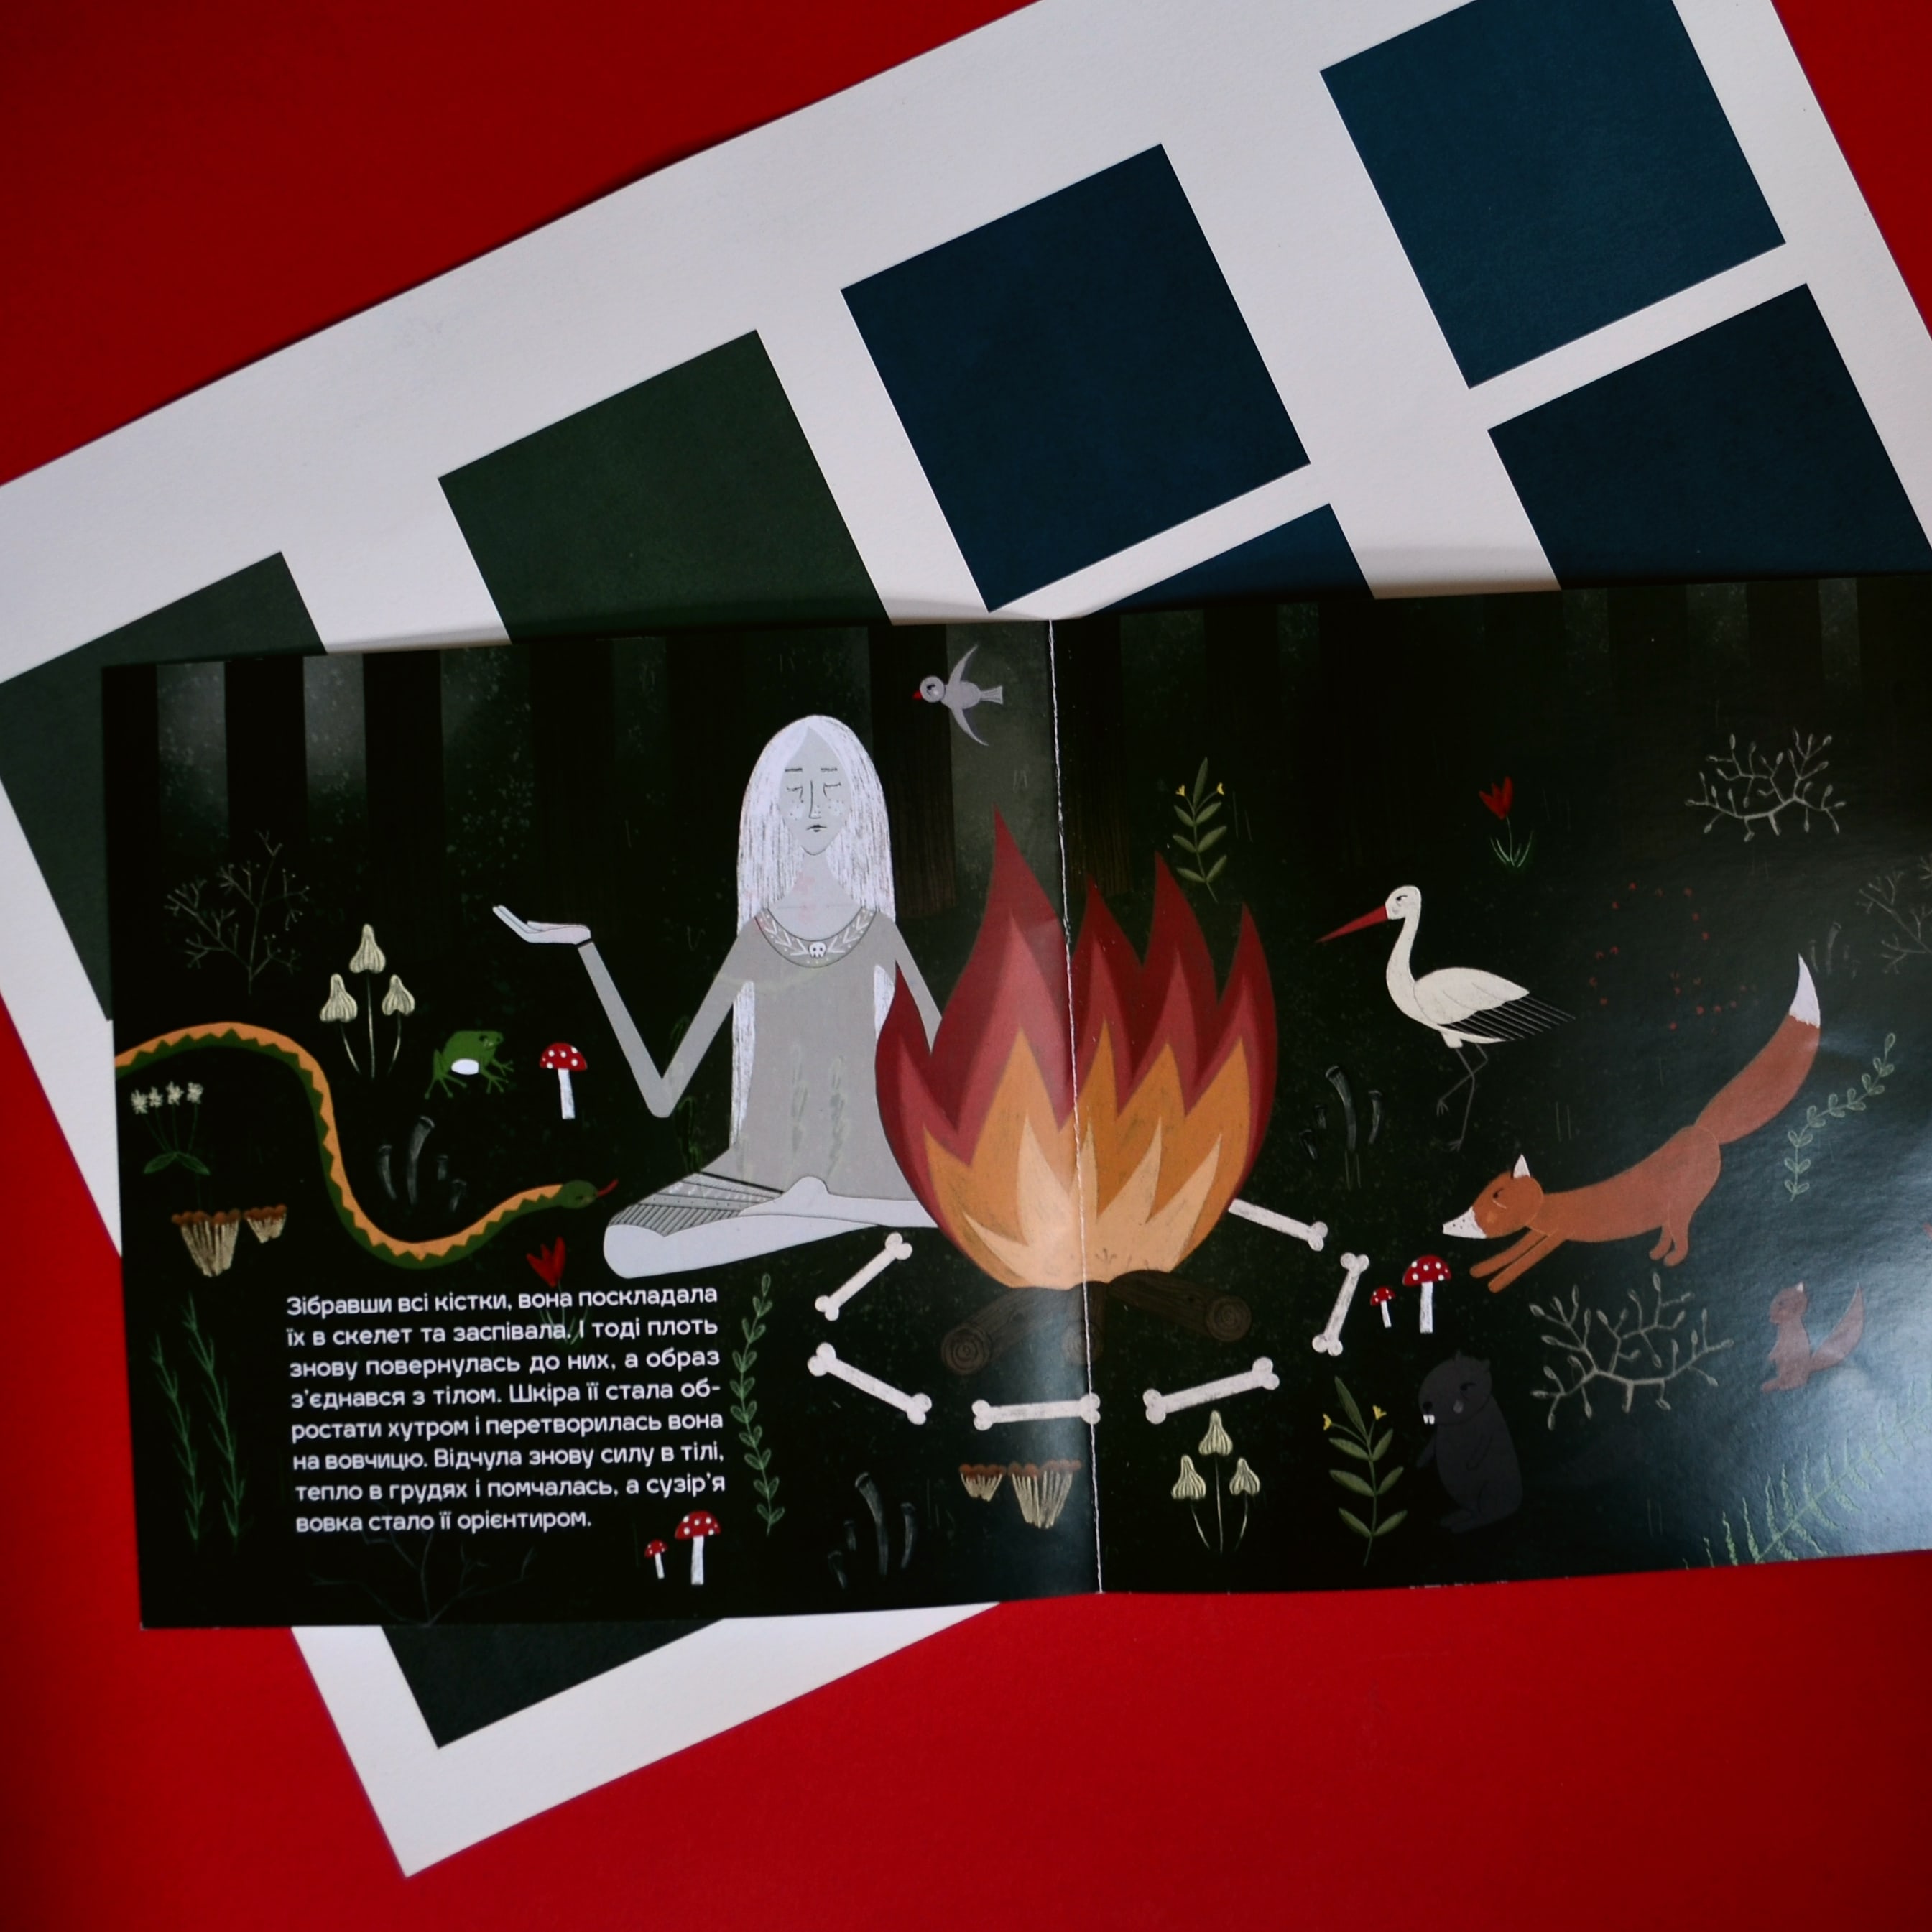 Зібравши всі кістки, вона поскладала
їх в скелет та заспівала. І тоді плоть
знову повернулась до них, а образ
з’єднався з тілом. Шкіра її стала об-
ростати хутром і перетворилась вона
на вовчицю. Відчула знову силу в тілі,
тепло в грудях і помчалась, а сузір’я
вовка стало її орієнтиром.